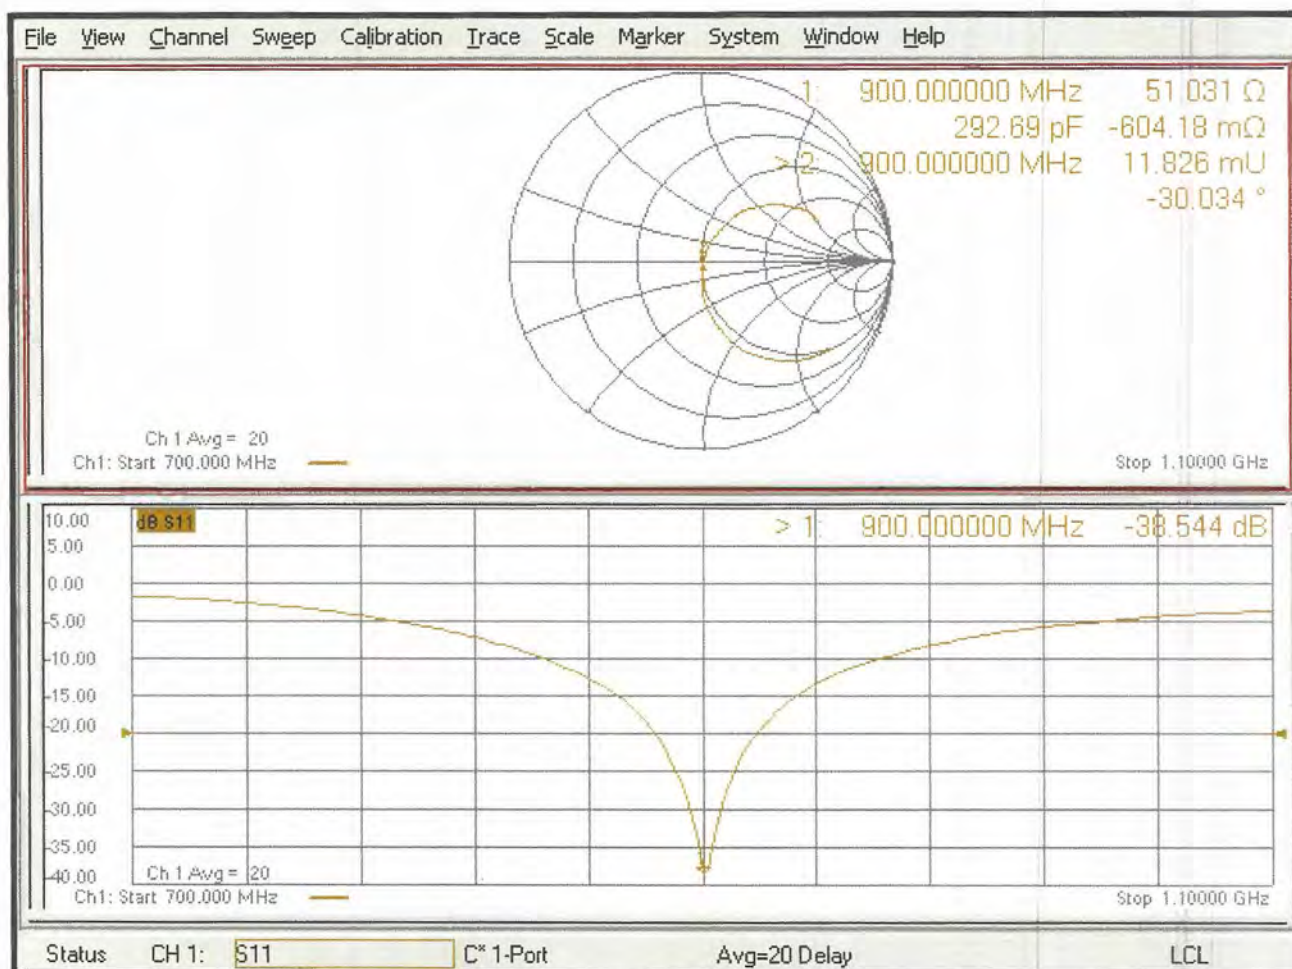 File View Channel Sweep Calibration Trace Scale Marker System Window Help
1: 900.000000 MHz 51.031 Ω
292.69 pF -604.18 mΩ
> 2: 900.000000 MHz 11.826 mU
-30.034 °
Ch 1 Avg = 20
Ch1: Start 700.000 MHz
Stop 1.10000 GHz
10.00
dB S11
> 1: 900.000000 MHz -38.544 dB
5.00
0.00
-5.00
-10.00
-15.00
-20.00
-25.00
-30.00
-35.00
-40.00
Ch 1 Avg = 20
Ch1: Start 700.000 MHz
Stop 1.10000 GHz
Status CH 1: S11 C* 1-Port Avg=20 Delay LCL